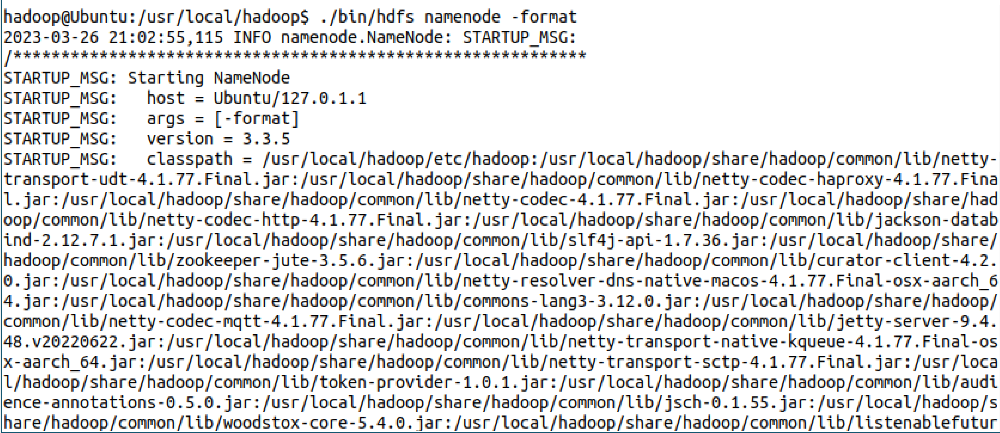 hadoop@Ubuntu:/usr/local/hadoop$ ./bin/hdfs namenode -format
2023-03-26 21:02:55,115 INFO namenode.NameNode: STARTUP_MSG:
/************************************************************
STARTUP_MSG: Starting NameNode
STARTUP_MSG:   host = Ubuntu/127.0.1.1
STARTUP_MSG:   args = [-format]
STARTUP_MSG:   version = 3.3.5
STARTUP_MSG:   classpath = /usr/local/hadoop/etc/hadoop:/usr/local/hadoop/share/hadoop/common/lib/netty-
transport-udt-4.1.77.Final.jar:/usr/local/hadoop/share/hadoop/common/lib/netty-codec-haproxy-4.1.77.Fina
l.jar:/usr/local/hadoop/share/hadoop/common/lib/netty-codec-4.1.77.Final.jar:/usr/local/hadoop/share/had
oop/common/lib/netty-codec-http-4.1.77.Final.jar:/usr/local/hadoop/share/hadoop/common/lib/jackson-datab
ind-2.12.7.1.jar:/usr/local/hadoop/share/hadoop/common/lib/slf4j-api-1.7.36.jar:/usr/local/hadoop/share/
hadoop/common/lib/zookeeper-jute-3.5.6.jar:/usr/local/hadoop/share/hadoop/common/lib/curator-client-4.2.
0.jar:/usr/local/hadoop/share/hadoop/common/lib/netty-resolver-dns-native-macos-4.1.77.Final-osx-aarch_6
4.jar:/usr/local/hadoop/share/hadoop/common/lib/commons-lang3-3.12.0.jar:/usr/local/hadoop/share/hadoop/
common/lib/netty-codec-mqtt-4.1.77.Final.jar:/usr/local/hadoop/share/hadoop/common/lib/jetty-server-9.4.
48.v20220622.jar:/usr/local/hadoop/share/hadoop/common/lib/netty-transport-native-kqueue-4.1.77.Final-os
x-aarch_64.jar:/usr/local/hadoop/share/hadoop/common/lib/netty-transport-sctp-4.1.77.Final.jar:/usr/loca
l/hadoop/share/hadoop/common/lib/token-provider-1.0.1.jar:/usr/local/hadoop/share/hadoop/common/lib/audi
ence-annotations-0.5.0.jar:/usr/local/hadoop/share/hadoop/common/lib/jsch-0.1.55.jar:/usr/local/hadoop/s
hare/hadoop/common/lib/woodstox-core-5.4.0.jar:/usr/local/hadoop/share/hadoop/common/lib/listenablefutur